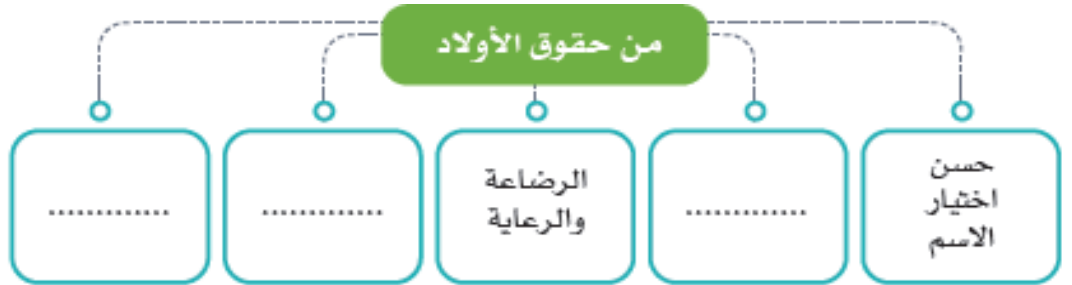 من حقوق الأولاد
حسن
اختيار
الاسم
.............
الرضاعة
والرعاية
.............
.............